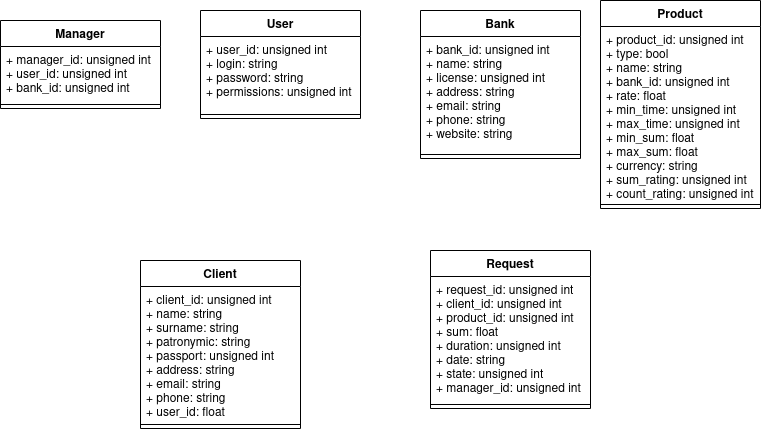 Manager
+ manager_id: unsigned int
+ user_id: unsigned int
+ bank_id: unsigned int
User
+ user_id: unsigned int
+ login: string
+ password: string
+ permissions: unsigned int
Bank
+ bank_id: unsigned int
+ name: string
+ license: unsigned int
+ address: string
+ email: string
+ phone: string
+ website: string
Product
+ product_id: unsigned int
+ type: bool
+ name: string
+ bank_id: unsigned int
+ rate: float
+ min_time: unsigned int
+ max_time: unsigned int
+ min_sum: float
+ max_sum: float
+ currency: string
+ sum_rating: unsigned int
+ count_rating: unsigned int
Client
+ client_id: unsigned int
+ name: string
+ surname: string
+ patronymic: string
+ passport: unsigned int
+ address: string
+ email: string
+ phone: string
+ user_id: float
Request
+ request_id: unsigned int
+ client_id: unsigned int
+ product_id: unsigned int
+ sum: float
+ duration: unsigned int
+ date: string
+ state: unsigned int
+ manager_id: unsigned int